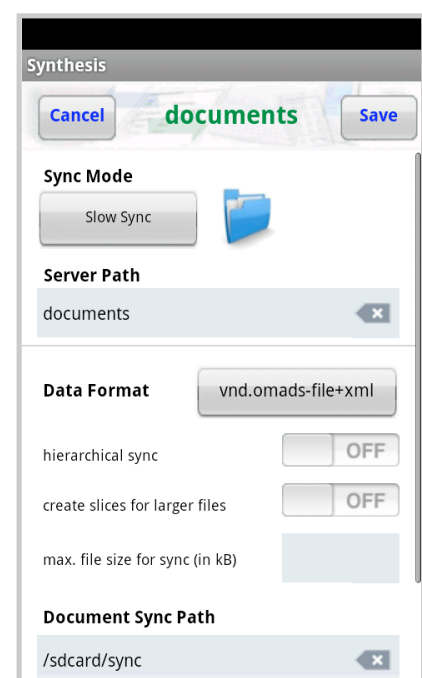 Synthesis
Cancel documents Save
Sync Mode
Slow Sync
Server Path
documents
Data Format vnd.omads-file+xml
hierarchical sync OFF
create slices for larger files OFF
max. file size for sync (in kB)
Document Sync Path
/sdcard/sync